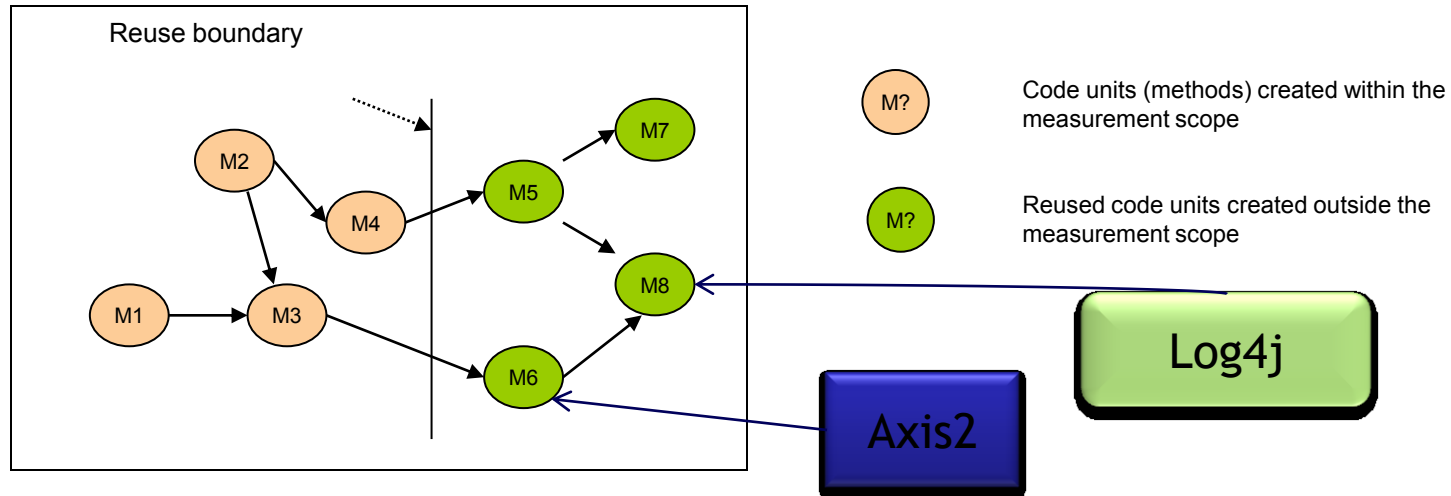 Reuse boundary
M7
M2
M5
M4
M8
M1
M3
M6
M?
Code units (methods) created within the
measurement scope
M?
Reused code units created outside the
measurement scope
Log4j
Axis2